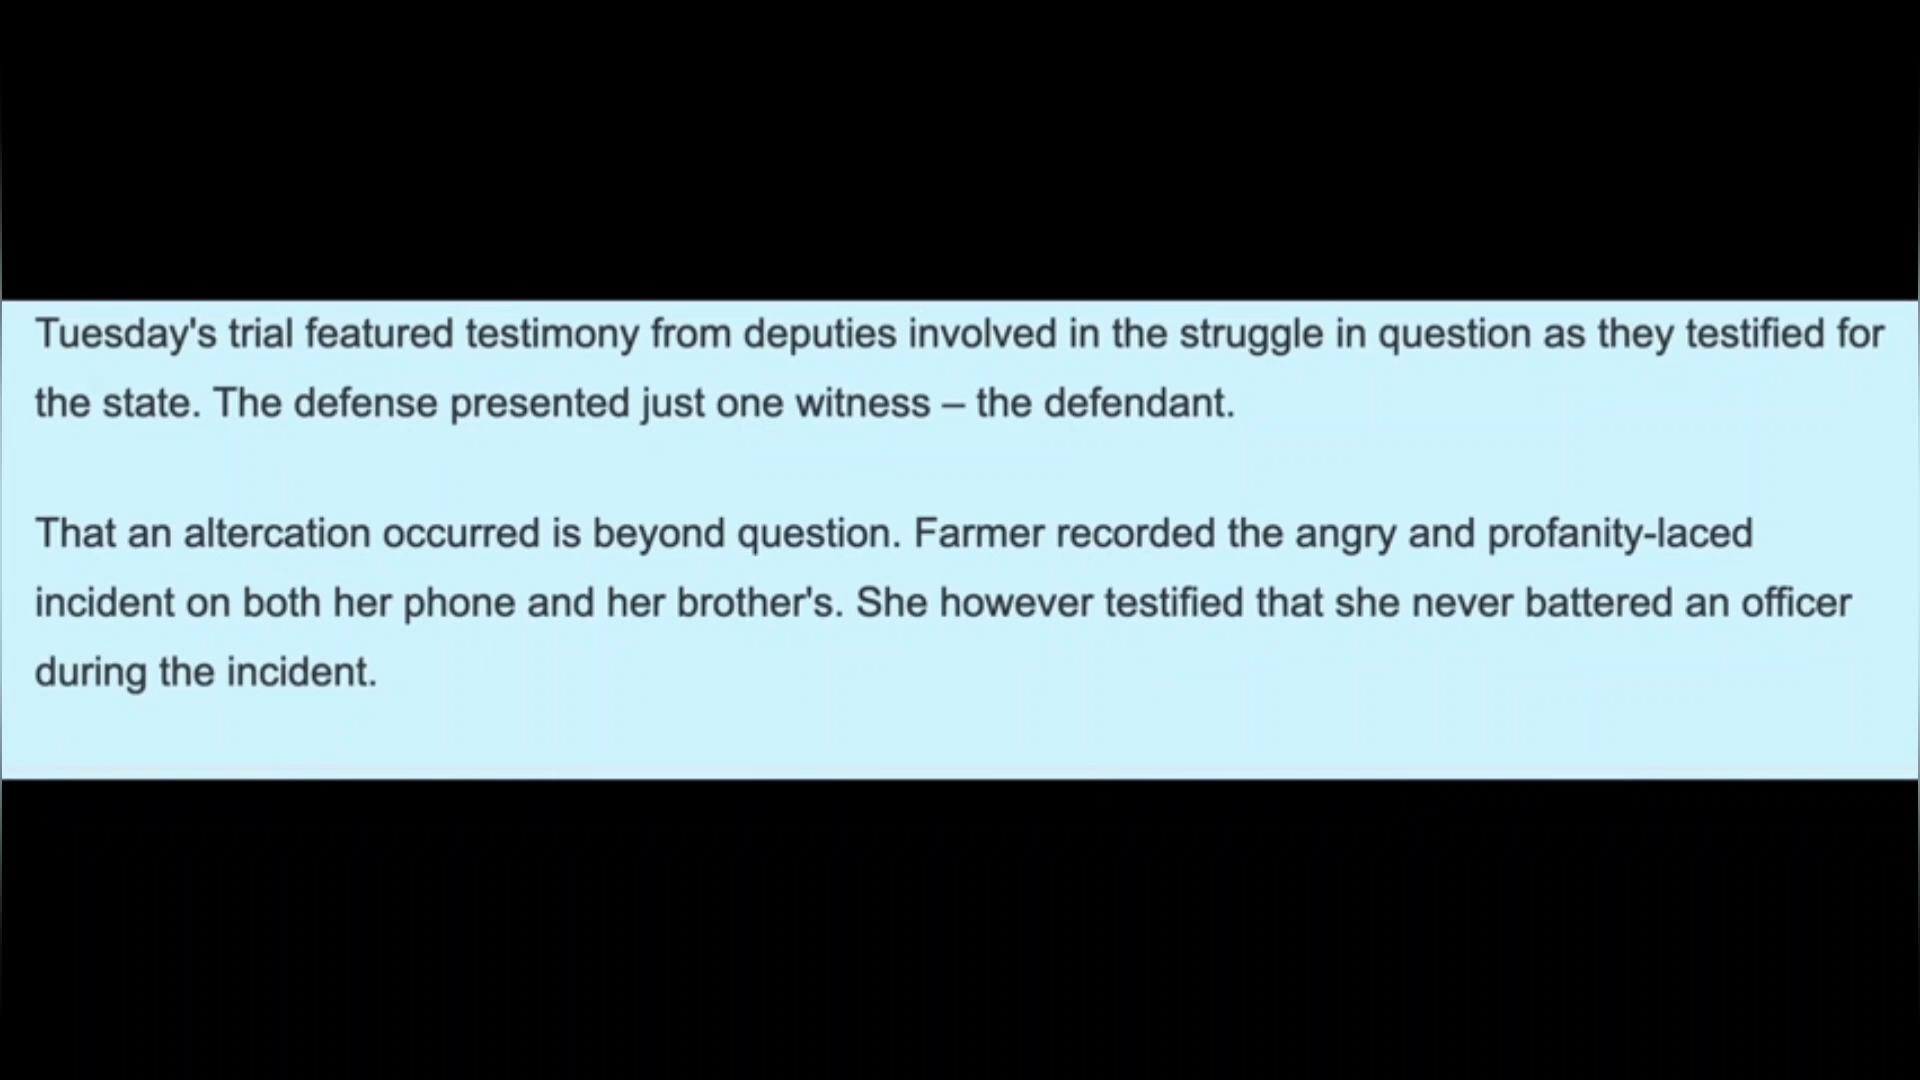 Tuesday's trial featured testimony from deputies involved in the struggle in question as they testified for
the state. The defense presented just one witness – the defendant.
That an altercation occurred is beyond question. Farmer recorded the angry and profanity-laced
incident on both her phone and her brother's. She however testified that she never battered an officer
during the incident.